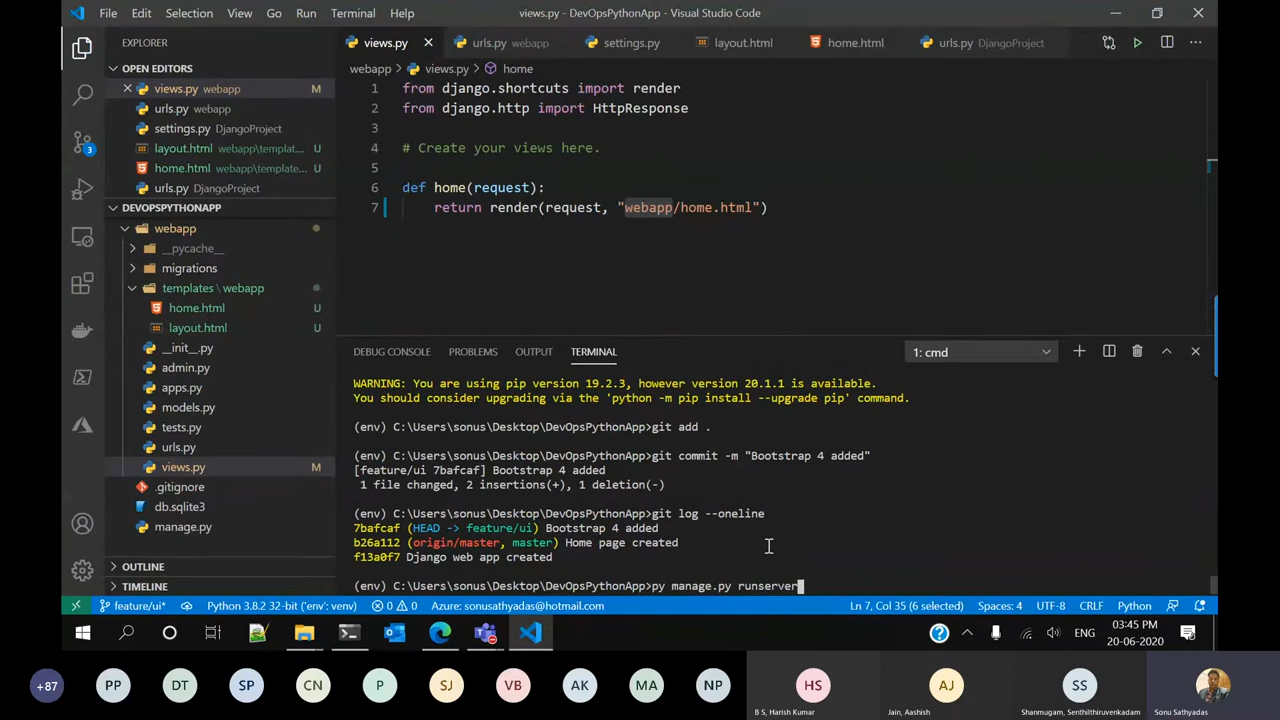 File Edit Selection View Go Run Terminal Help
views.py - DevOpsPythonApp - Visual Studio Code
EXPLORER
OPEN EDITORS
views.py webapp M
urls.py webapp
settings.py DjangoProject
layout.html webapp\templat... U
home.html webapp\template... U
urls.py DjangoProject
DEVOPSPYTHONAPP
webapp
__pycache__
migrations
templates \ webapp
home.html U
layout.html U
__init__.py
admin.py
apps.py
models.py
tests.py
urls.py
views.py M
.gitignore
db.sqlite3
manage.py
OUTLINE
TIMELINE
3
views.py urls.py webapp settings.py layout.html home.html urls.py DjangoProject
webapp views.py home
1 from django.shortcuts import render
2 from django.http import HttpResponse
3
4 # Create your views here.
5
6 def home(request):
7 return render(request, "webapp/home.html")
DEBUG CONSOLE PROBLEMS OUTPUT TERMINAL 1: cmd
WARNING: You are using pip version 19.2.3, however version 20.1.1 is available.
You should consider upgrading via the 'python -m pip install --upgrade pip' command.
(env) C:\Users\sonus\Desktop\DevOpsPythonApp>git add .
(env) C:\Users\sonus\Desktop\DevOpsPythonApp>git commit -m "Bootstrap 4 added"
[feature/ui 7bafcaf] Bootstrap 4 added
1 file changed, 2 insertions(+), 1 deletion(-)
(env) C:\Users\sonus\Desktop\DevOpsPythonApp>git log --oneline
7bafcaf (HEAD -> feature/ui) Bootstrap 4 added
b26a112 (origin/master, master) Home page created
f13a0f7 Django web app created
(env) C:\Users\sonus\Desktop\DevOpsPythonApp>py manage.py runserver
feature/ui* Python 3.8.2 32-bit ('env': venv) 0 0 Azure: sonusathyadas@hotmail.com Ln 7, Col 35 (6 selected) Spaces: 4 UTF-8 CRLF Python
ENG
03:45 PM
20-06-2020
+87 PP DT SP CN P SJ VB AK MA NP HS AJ SS
B S, Harish Kumar Jain, Aashish Shanmugam, Senthilthiruvenkadam Sonu Sathyadas